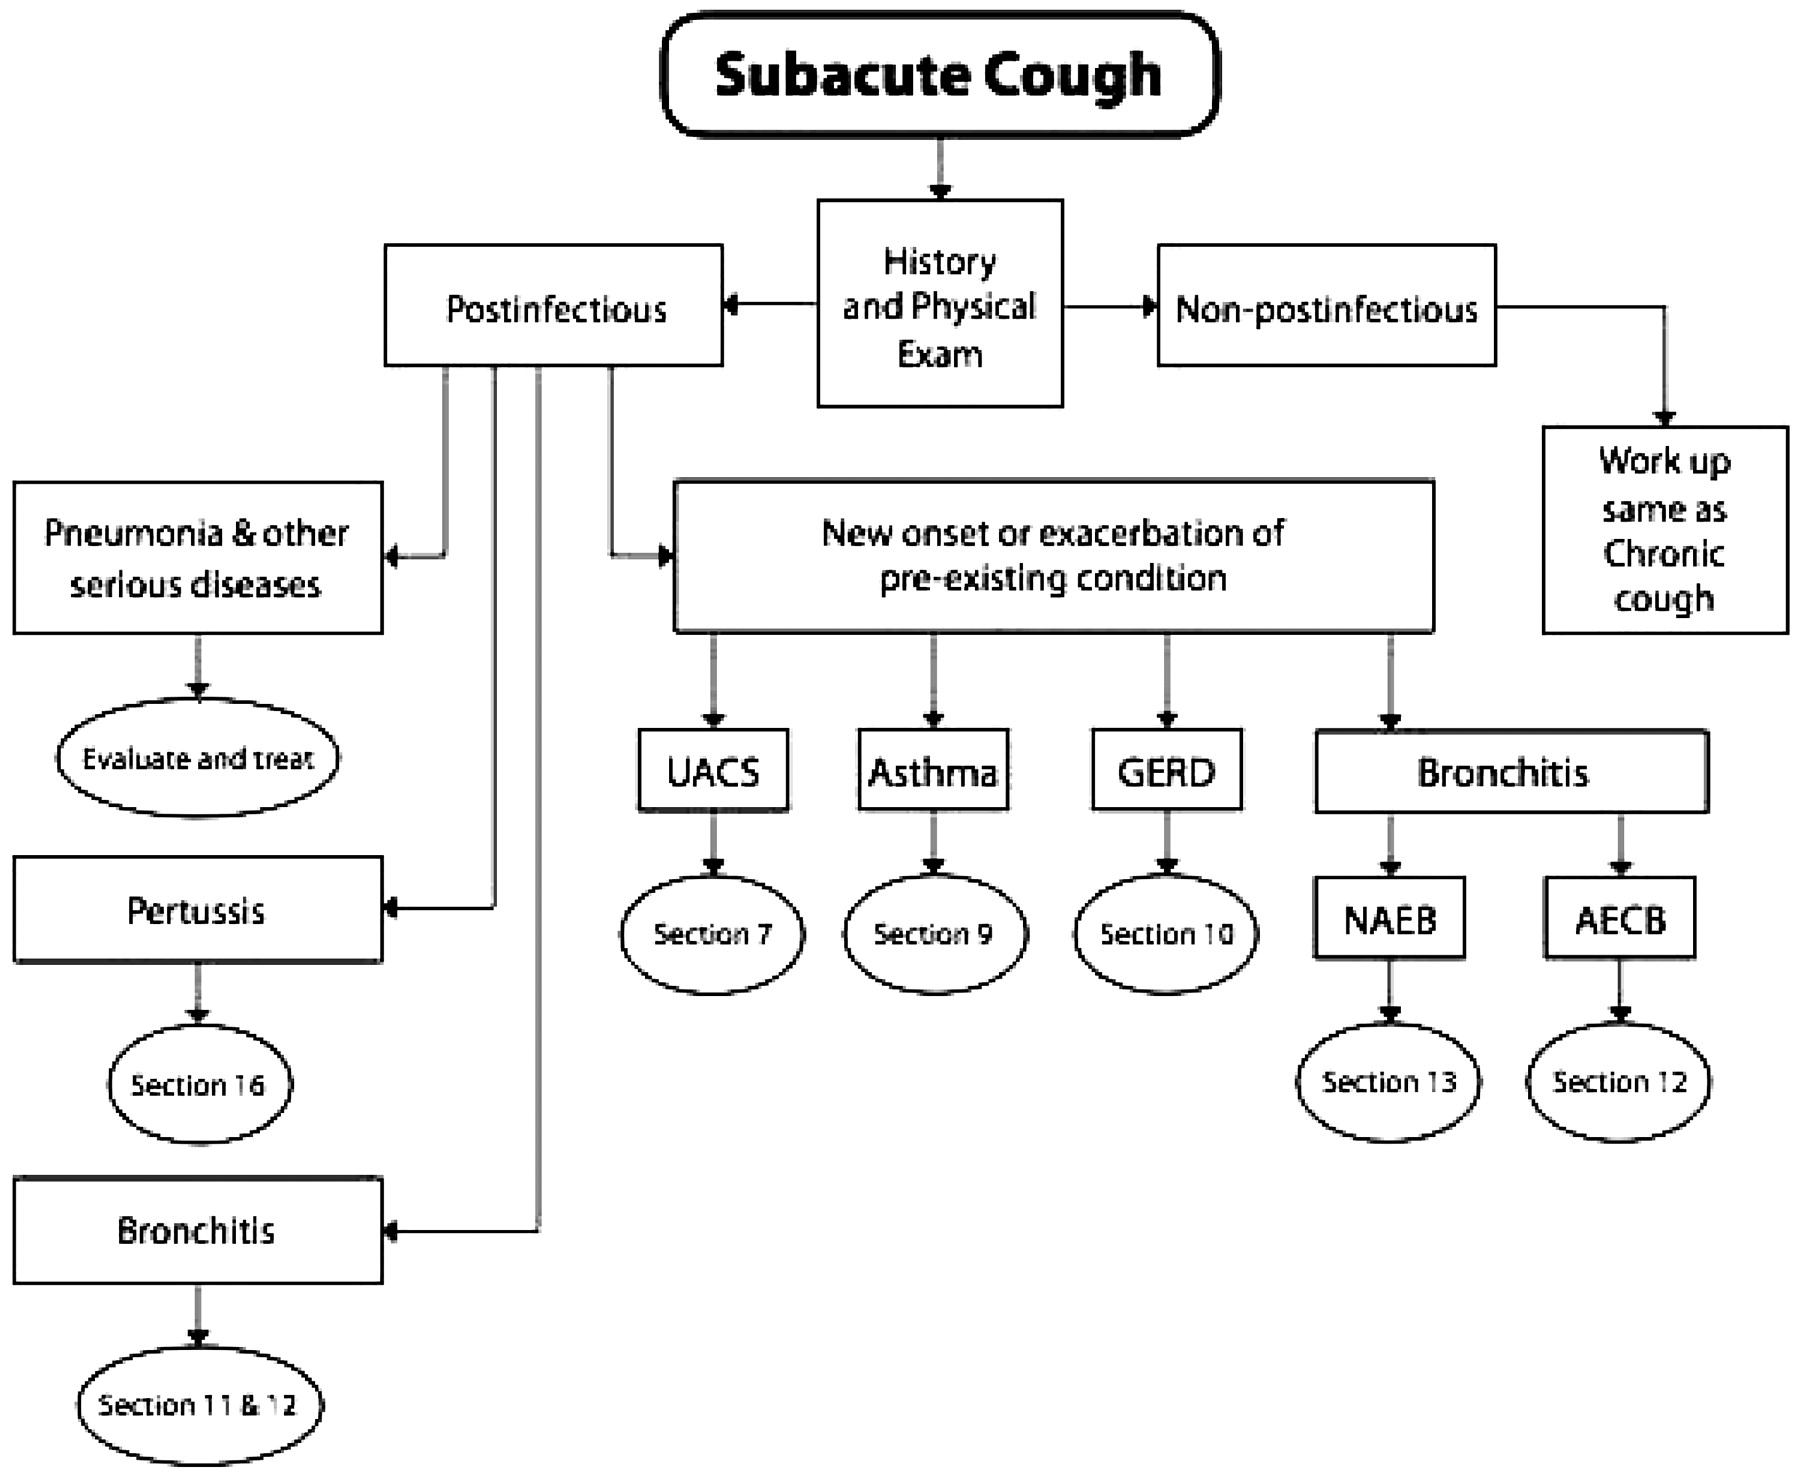 Subacute Cough
History
and Physical
Exam
Postinfectious
Non-postinfectious
Work up
same as
Chronic
cough
Pneumonia & other
serious diseases
New onset or exacerbation of
pre-existing condition
Evaluate and treat
UACS
Asthma
GERD
Bronchitis
Section 7
Section 9
Section 10
NAEB
AECB
Pertussis
Section 13
Section 12
Section 16
Bronchitis
Section 11 & 12